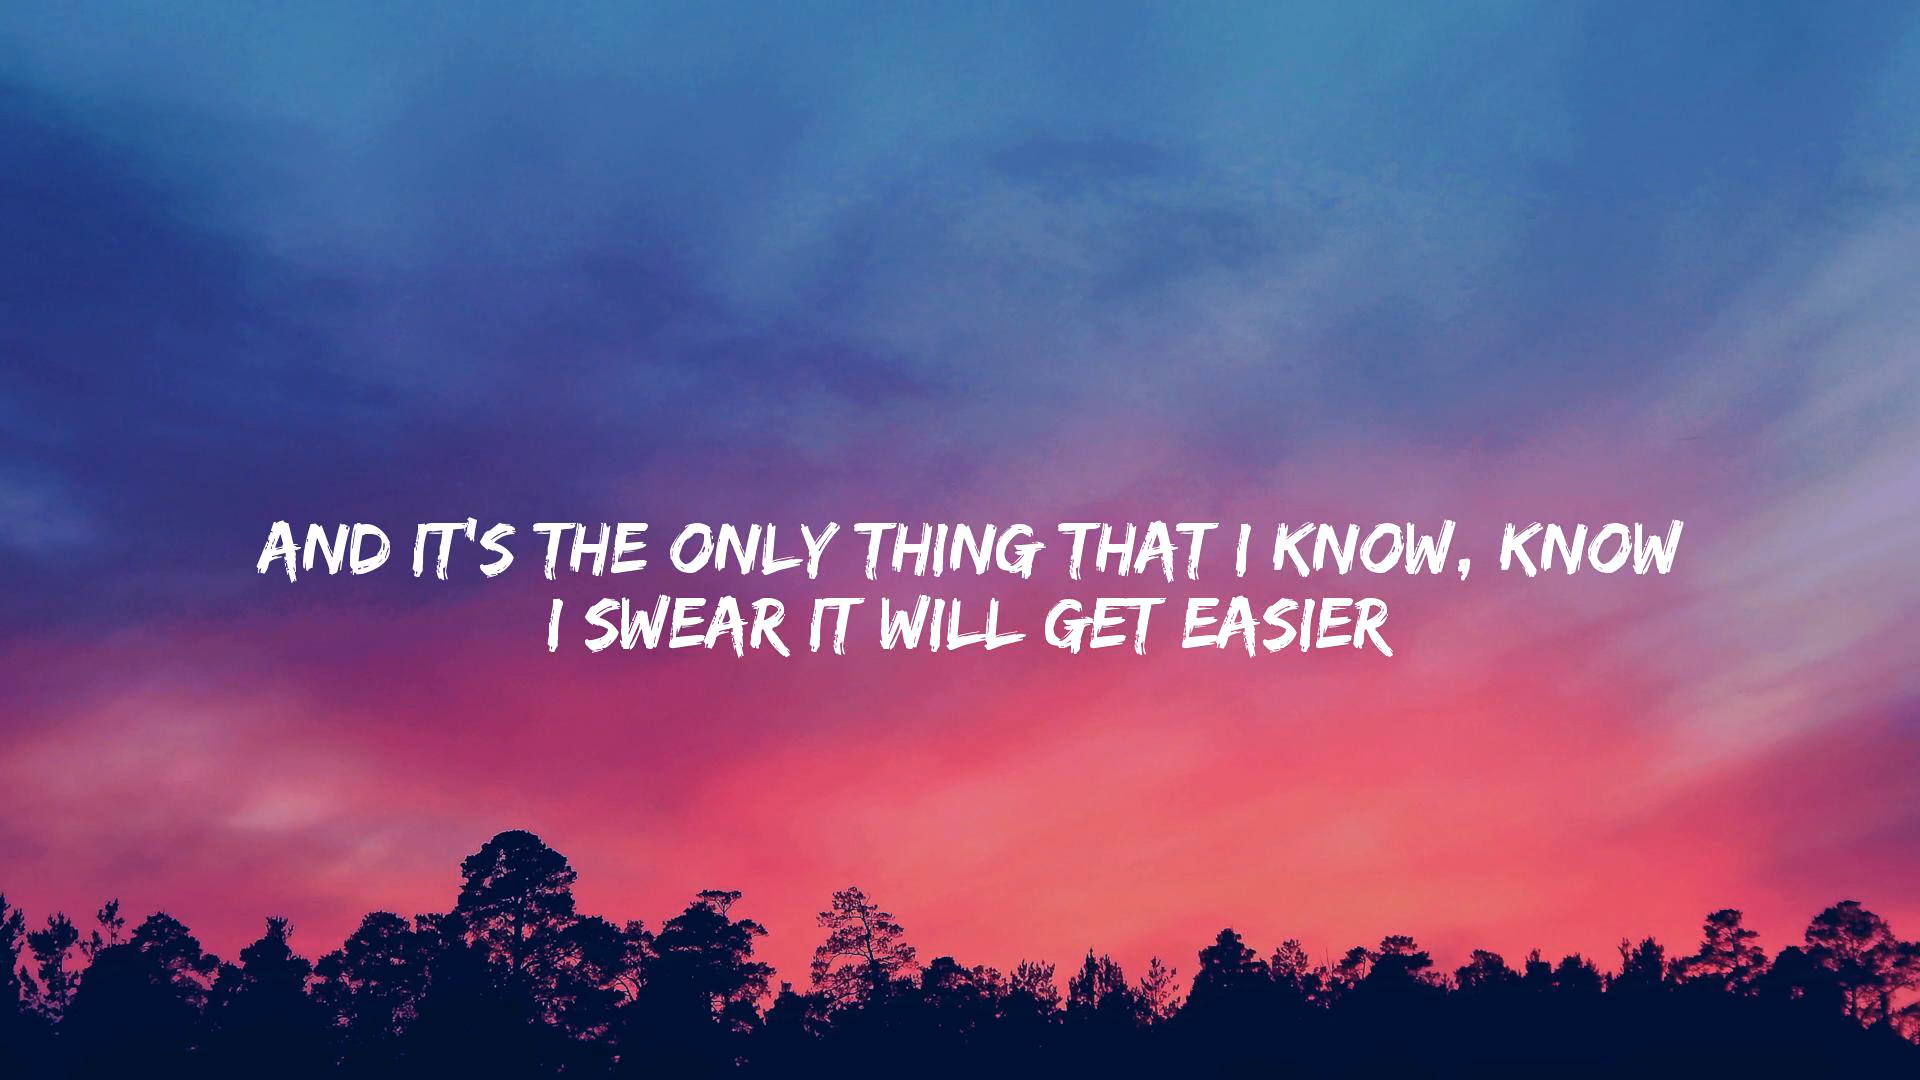 AND IT'S THE ONLY THING THAT I KNOW, KNOW
I SWEAR IT WILL GET EASIER